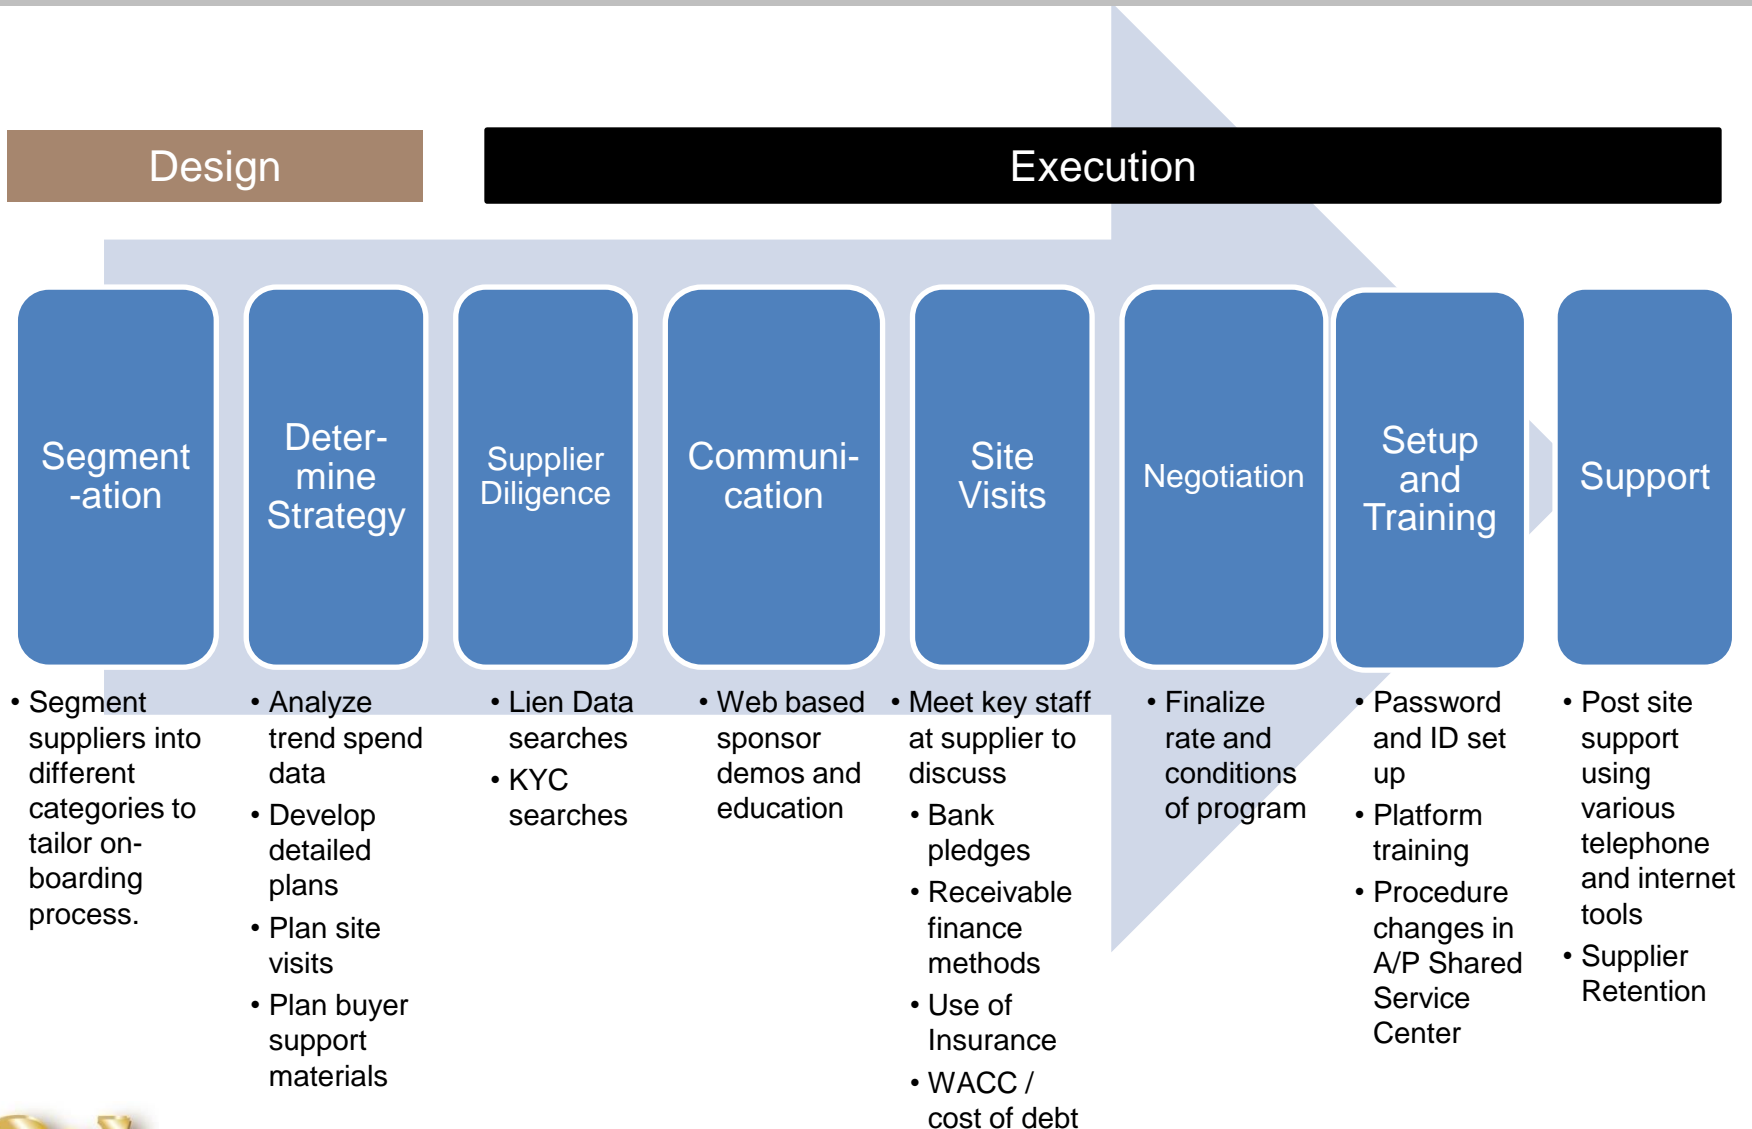 Design
Execution
Segment
-ation
Deter-
mine
Strategy
Supplier
Diligence
Communi-
cation
Site
Visits
Negotiation
Setup
and
Training
Support
• Segment
suppliers into
different
categories to
tailor on-
boarding
process.
• Analyze
trend spend
data
• Develop
detailed
plans
• Plan site
visits
• Plan buyer
support
materials
• Lien Data
searches
• KYC
searches
• Web based
sponsor
demos and
education
• Meet key staff
at supplier to
discuss
• Bank
pledges
• Receivable
finance
methods
• Use of
Insurance
• WACC /
cost of debt
• Finalize
rate and
conditions
of program
• Password
and ID set
up
• Platform
training
• Procedure
changes in
A/P Shared
Service
Center
• Post site
support
using
various
telephone
and internet
tools
• Supplier
Retention